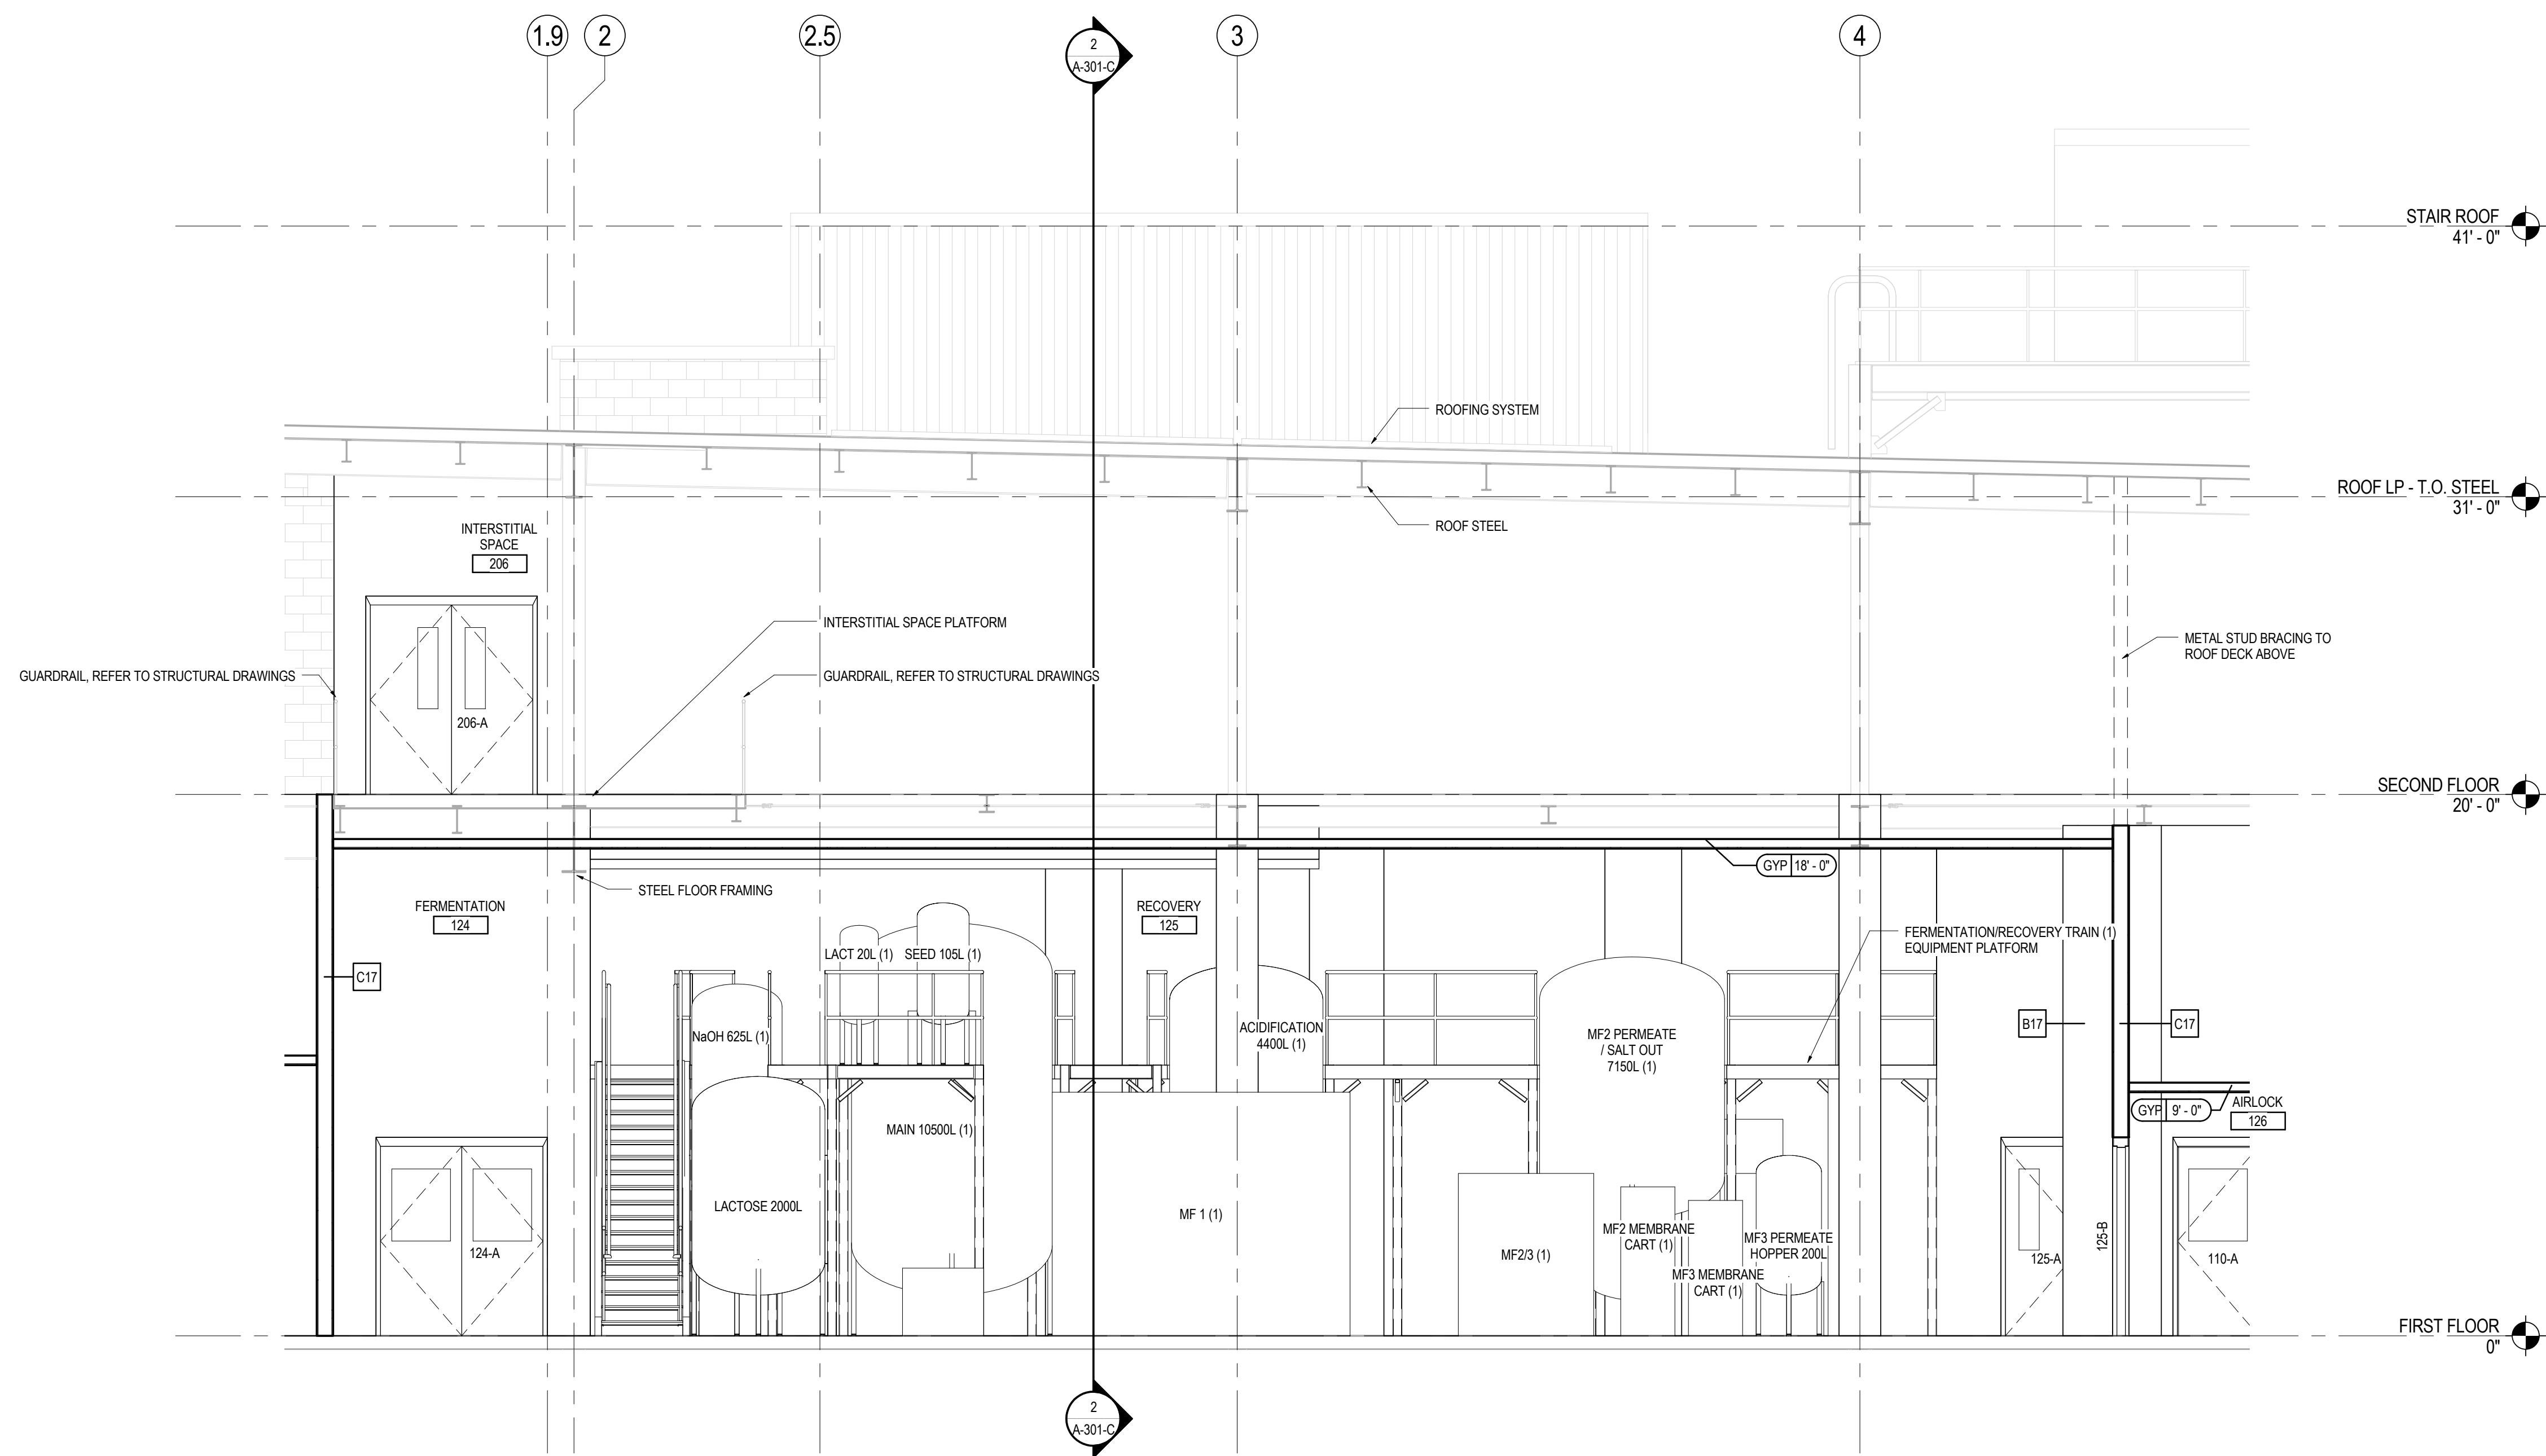 1.9
2
2.5
2
A-301-C
3
4
STAIR ROOF
41' - 0"
ROOFING SYSTEM
ROOF LP - T.O. STEEL
31' - 0"
ROOF STEEL
INTERSTITIAL
SPACE
206
INTERSTITIAL SPACE PLATFORM
METAL STUD BRACING TO
ROOF DECK ABOVE
GUARDRAIL, REFER TO STRUCTURAL DRAWINGS
GUARDRAIL, REFER TO STRUCTURAL DRAWINGS
206-A
SECOND FLOOR
20' - 0"
GYP 18' - 0"
STEEL FLOOR FRAMING
FERMENTATION
124
RECOVERY
125
FERMENTATION/RECOVERY TRAIN (1)
EQUIPMENT PLATFORM
LACT 20L (1)
SEED 105L (1)
C17
NaOH 625L (1)
ACIDIFICATION
4400L (1)
MF2 PERMEATE
/ SALT OUT
7150L (1)
B17
C17
GYP 9' - 0"
AIRLOCK
126
MAIN 10500L (1)
LACTOSE 2000L
MF 1 (1)
MF2/3 (1)
MF2 MEMBRANE
CART (1)
MF3 PERMEATE
HOPPER 200L
MF3 MEMBRANE
CART (1)
124-A
125-A
125-B
110-A
FIRST FLOOR
0"
2
A-301-C